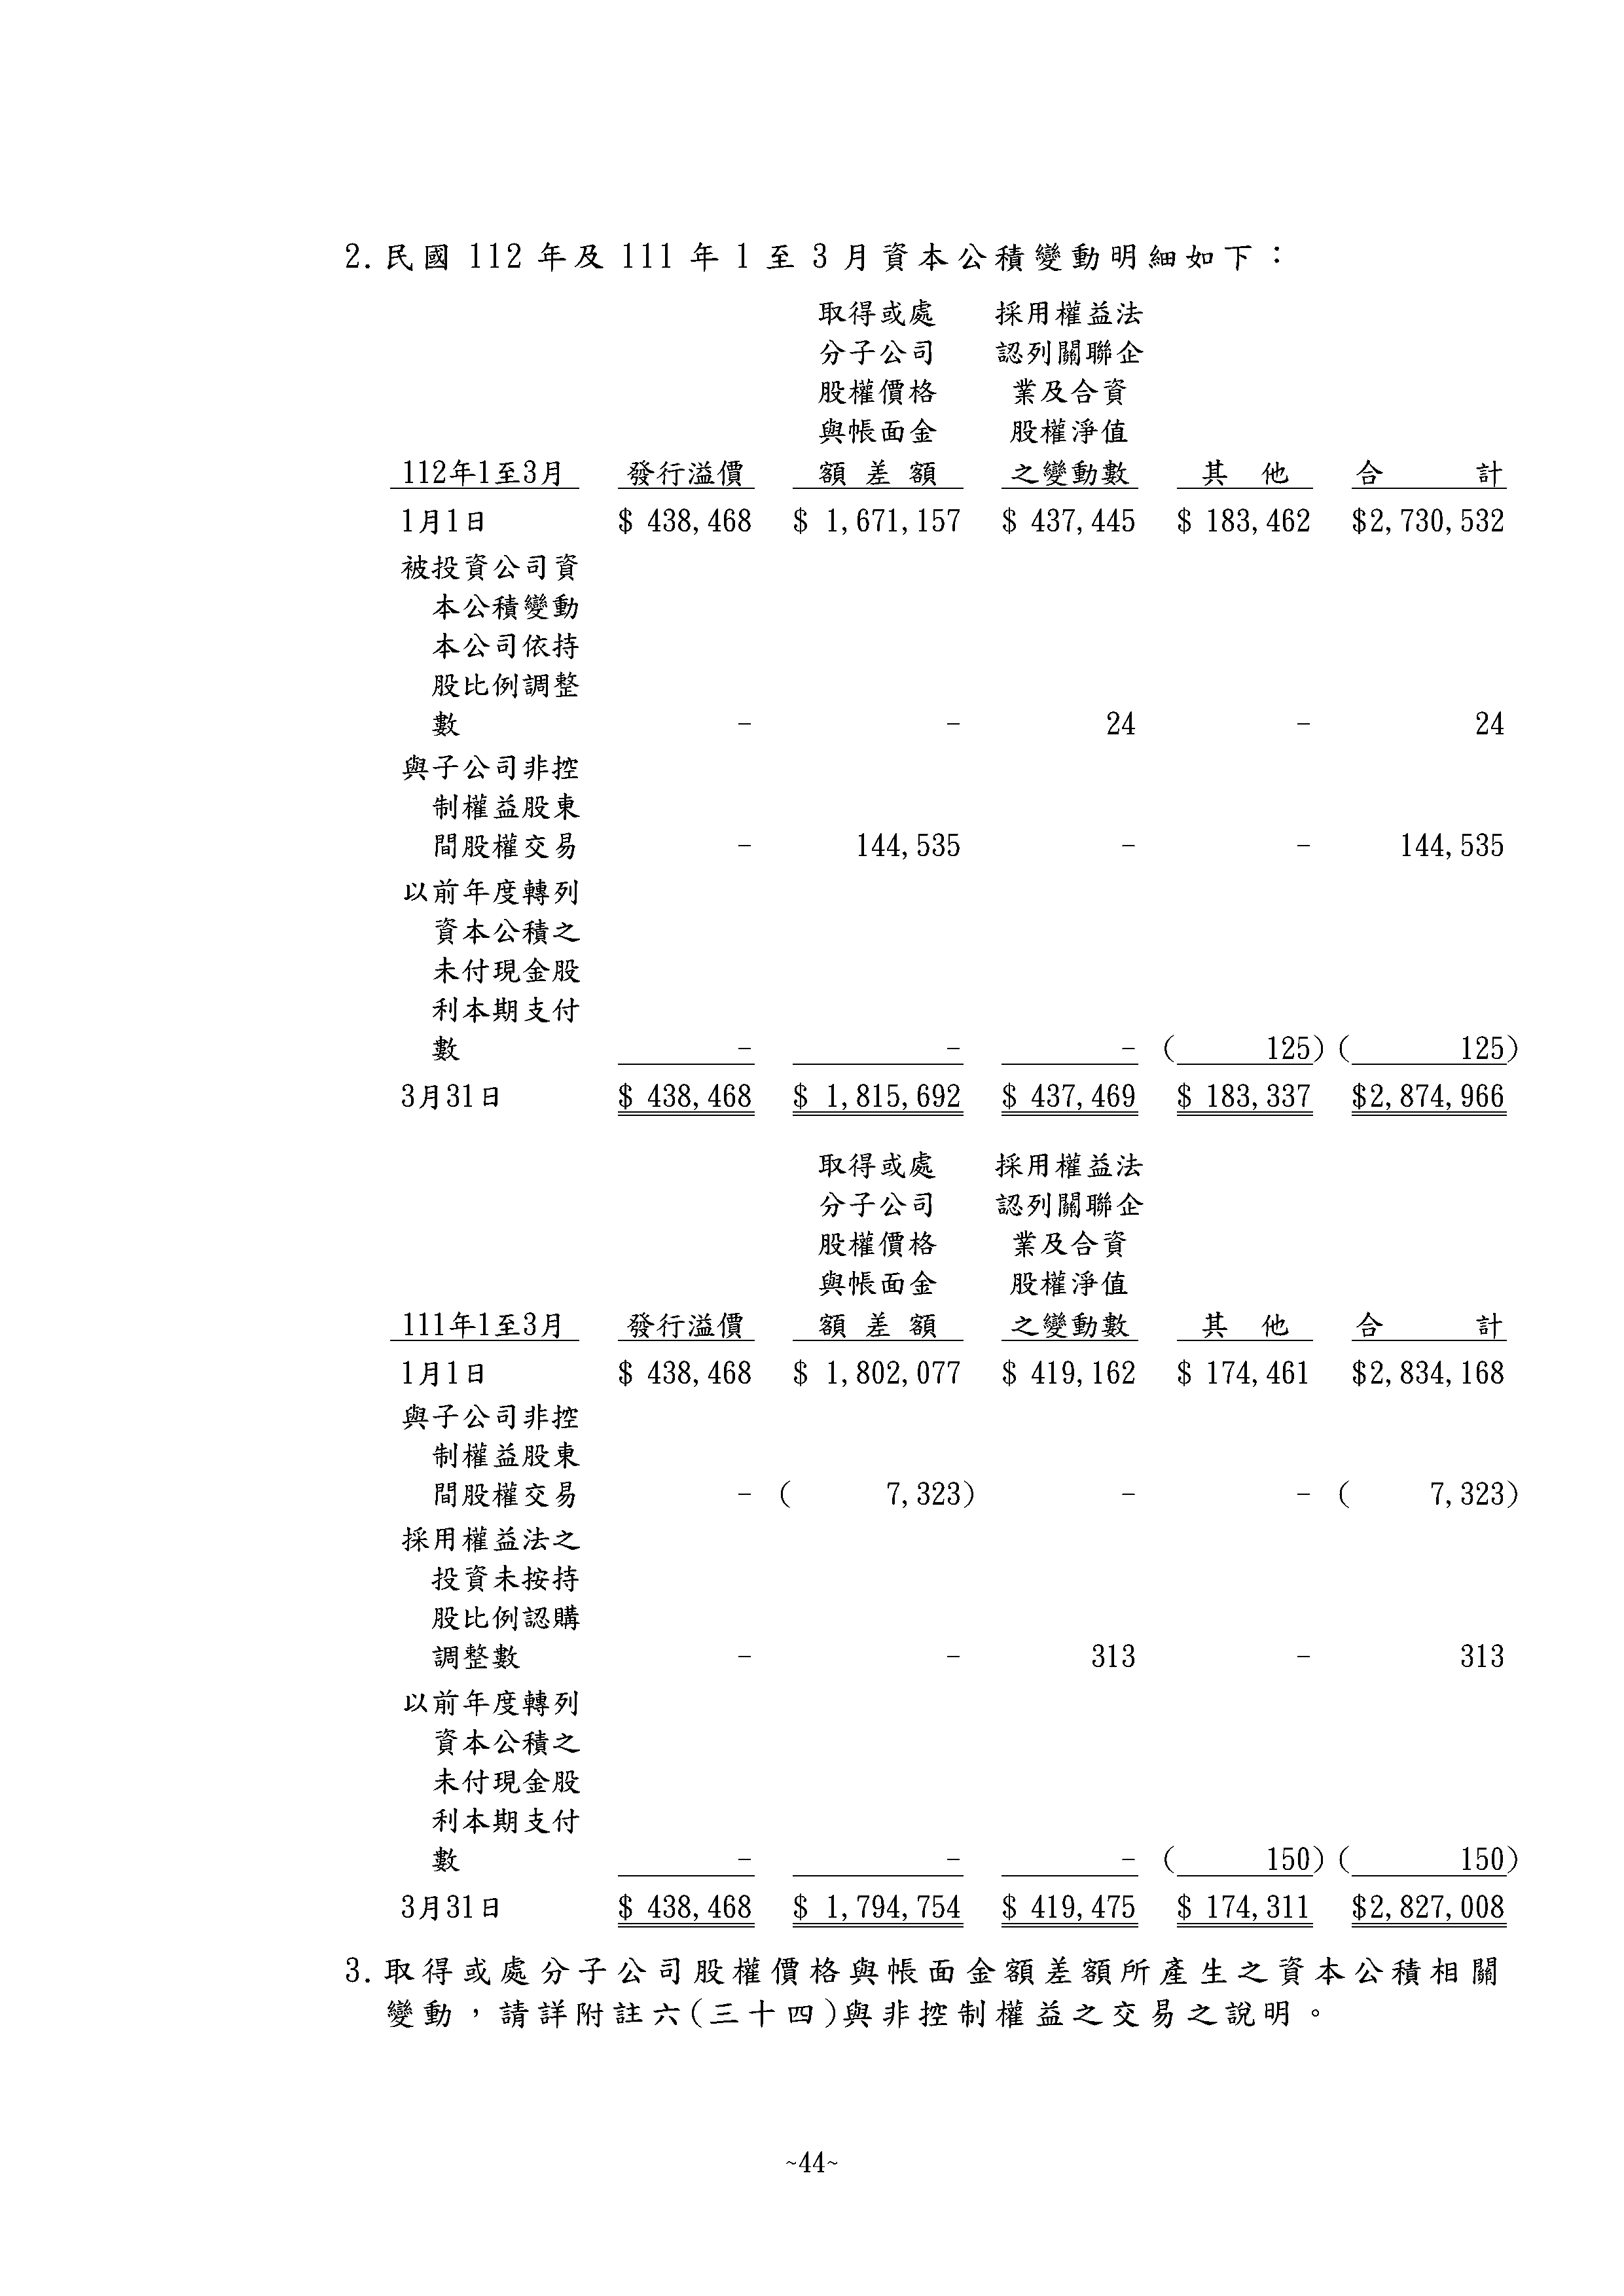 2.民國 112 年及 111 年 1 至 3 月資本公積變動明細如下：
取得或處 採用權益法
分子公司 認列關聯企
股權價格 業及合資
與帳面金 股權淨值
112年1至3月 發行溢價 額 差 額 之變動數 其 他 合 計
1月1日 $ 438,468 $ 1,671,157 $ 437,445 $ 183,462 $2,730,532
被投資公司資
本公積變動
本公司依持
股比例調整
數 - - 24 - 24
與子公司非控
制權益股東
間股權交易 - 144,535 - - 144,535
以前年度轉列
資本公積之
未付現金股
利本期支付
數 - - - ( 125) ( 125)
3月31日 $ 438,468 $ 1,815,692 $ 437,469 $ 183,337 $2,874,966
取得或處 採用權益法
分子公司 認列關聯企
股權價格 業及合資
與帳面金 股權淨值
111年1至3月 發行溢價 額 差 額 之變動數 其 他 合 計
1月1日 $ 438,468 $ 1,802,077 $ 419,162 $ 174,461 $2,834,168
與子公司非控
制權益股東
間股權交易 - ( 7,323) - - ( 7,323)
採用權益法之
投資未按持
股比例認購
調整數 - - 313 - 313
以前年度轉列
資本公積之
未付現金股
利本期支付
數 - - - ( 150) ( 150)
3月31日 $ 438,468 $ 1,794,754 $ 419,475 $ 174,311 $2,827,008
3.取得或處分子公司股權價格與帳面金額差額所產生之資本公積相關
變動，請詳附註六(三十四)與非控制權益之交易之說明。
~44~